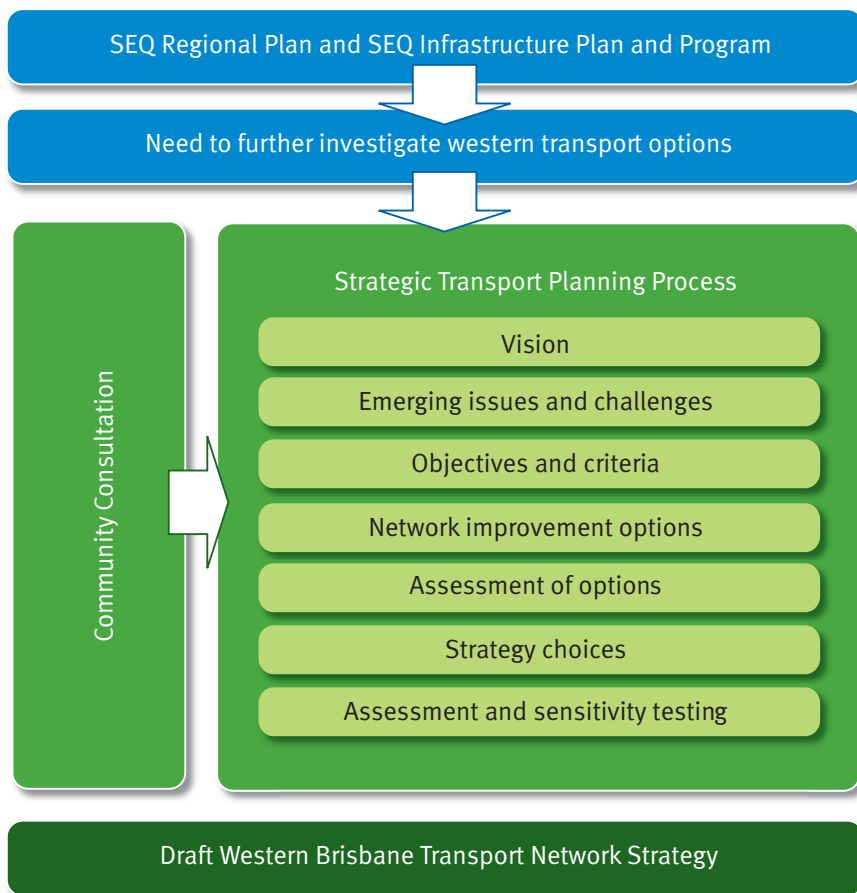 SEQ Regional Plan and SEQ Infrastructure Plan and Program
Need to further investigate western transport options
Community Consultation
Strategic Transport Planning Process
Vision
Emerging issues and challenges
Objectives and criteria
Network improvement options
Assessment of options
Strategy choices
Assessment and sensitivity testing
Draft Western Brisbane Transport Network Strategy